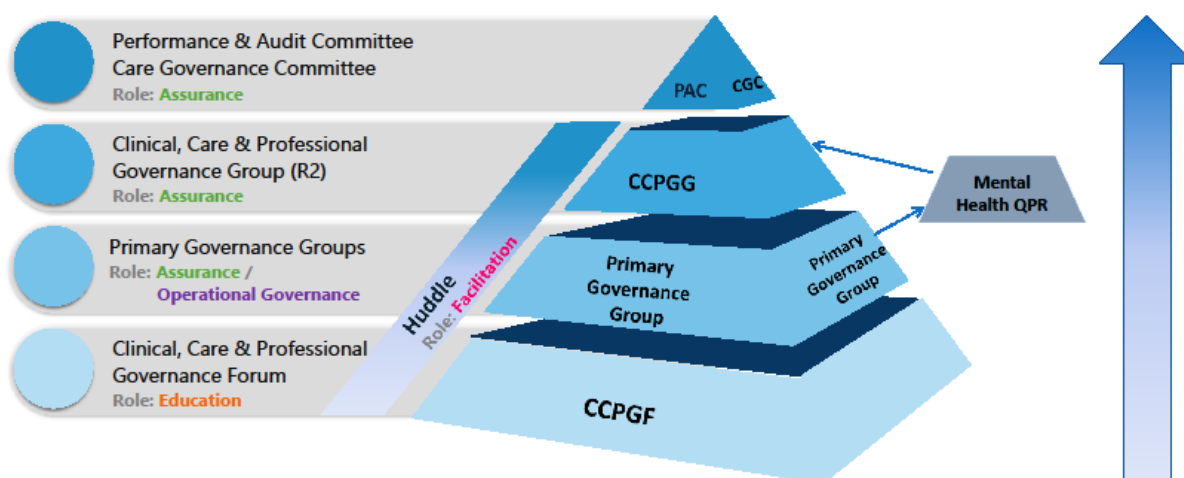 Performance & Audit Committee
Care Governance Committee
Role: Assurance
Clinical, Care & Professional
Governance Group (R2)
Role: Assurance
Primary Governance Groups
Role: Assurance /
Operational Governance
Clinical, Care & Professional
Governance Forum
Role: Education
Huddle
Role: Facilitation
PAC
CGC
CCPGG
Primary
Governance
Group
Primary
Governance
Group
CCPGF
Mental
Health QPR